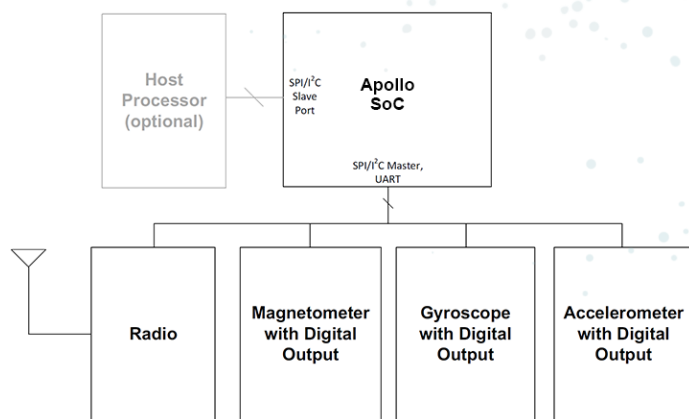 Host
Processor
(optional)
SPI/I²C
Slave
Port
Apollo
SoC
SPI/I²C Master,
UART
Radio
Magnetometer
with Digital
Output
Gyroscope
with Digital
Output
Accelerometer
with Digital
Output